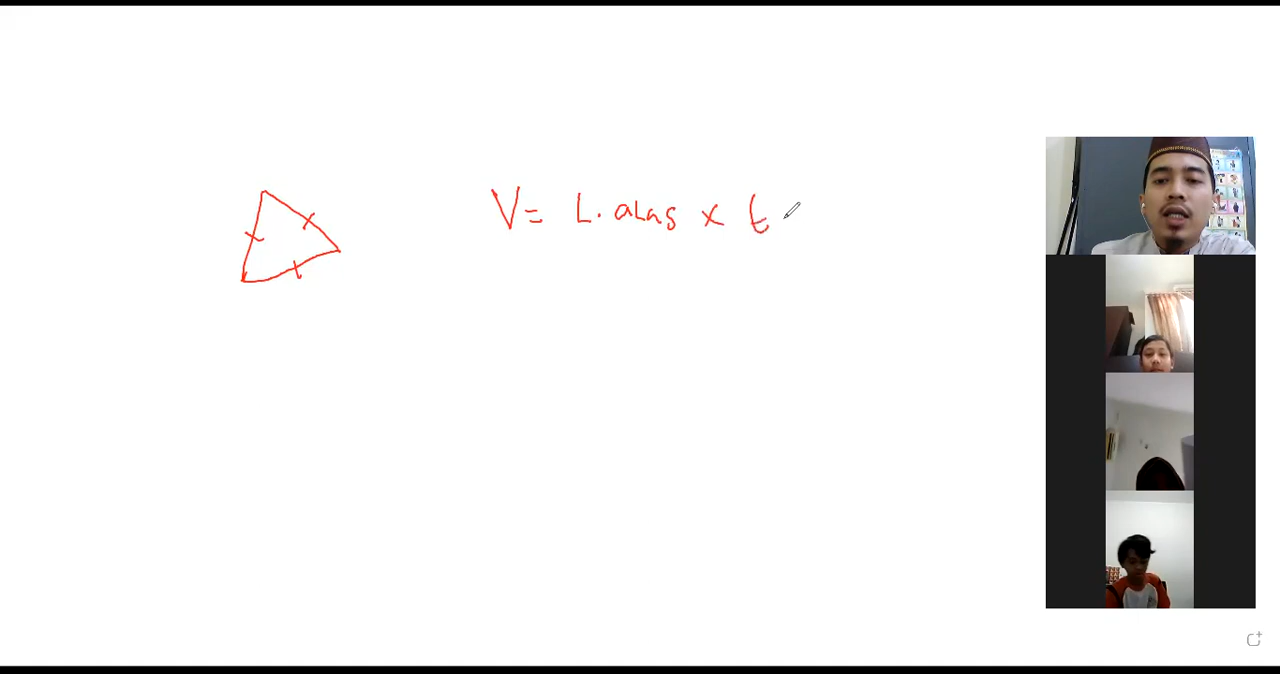 V = L. aLas x t